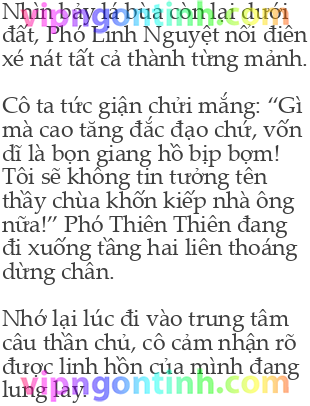 Nhìn bảy lá bùa còn lại dưới
đất, Phó Linh Nguyệt nổi điên
xé nát tất cả thành từng mảnh.
Cô ta tức giận chửi mắng: “Gì
mà cao tăng đắc đạo chứ, vốn
dĩ là bọn giang hồ bịp bợm!
Tôi sẽ không tin tưởng tên
thầy chùa khốn kiếp nhà ông
nữa!” Phó Thiên Thiên đang
đi xuống tầng hai liên thoáng
dừng chân.
Nhớ lại lúc đi vào trung tâm
câu thần chủ, cô cảm nhận rõ
được linh hồn của mình đang
lung lay.
vipngontinh.com
vipngontinh.com